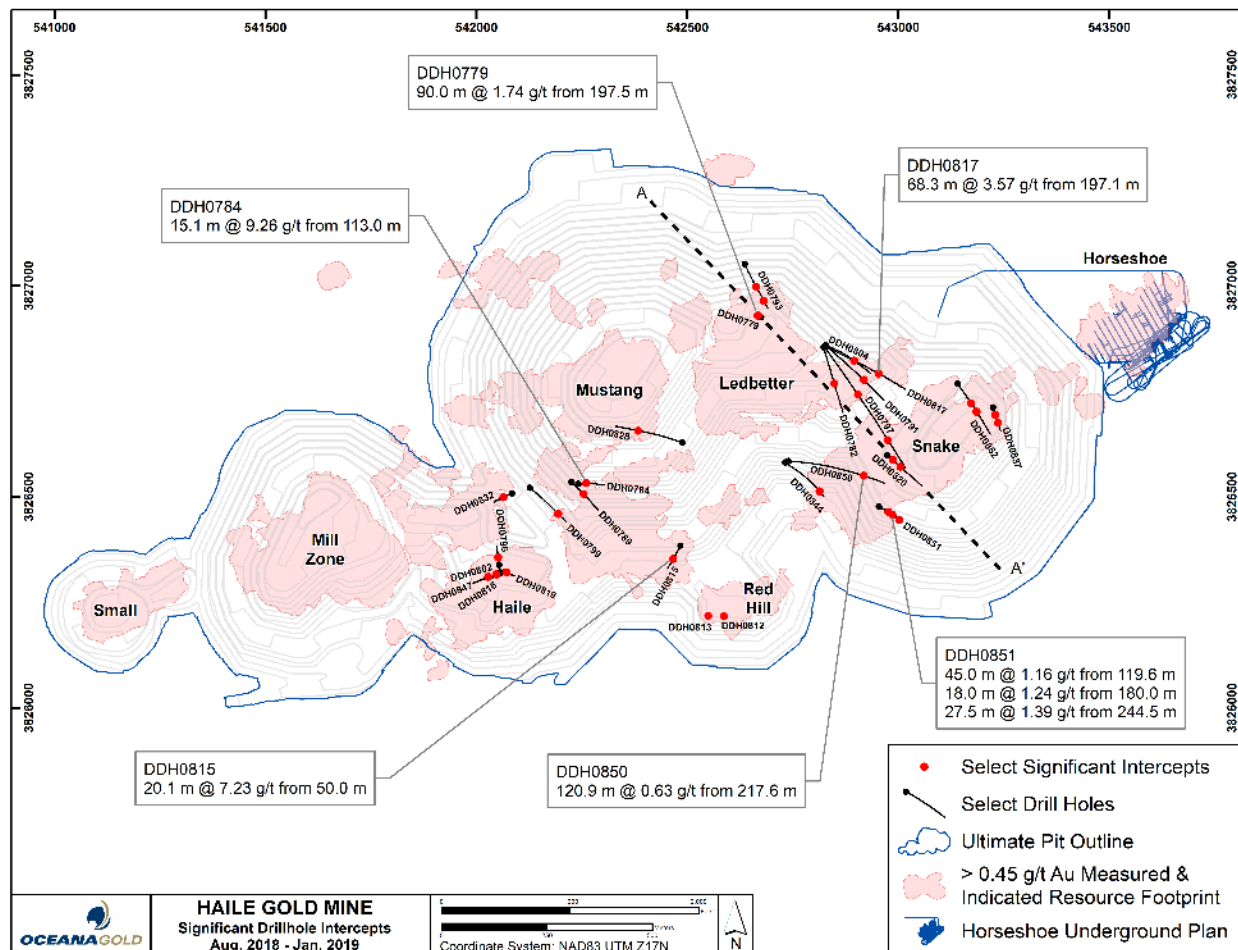 541000 541500 542000 542500 543000 543500
3827500 3827500
DDH0779
90.0 m @ 1.74 g/t from 197.5 m
DDH0817
68.3 m @ 3.57 g/t from 197.1 m
DDH0784
15.1 m @ 9.26 g/t from 113.0 m
A
Horseshoe
3827000 3827000
DDH0793
DDH0779
DDH0804
Mustang
Ledbetter
DDH0817
DDH0791
DDH0797
DDH0782
Snake
DDH0862
DDH0837
DDH0828
DDH0820
DDH0850
DDH0844
3826500 3826500
DDH0784
DDH0832
DDH0789
DDH0799
DDH0796
DDH0851
Mill
Zone
DDH0802
DDH0847
DDH0816
DDH0819
DDH0815
Haile
Small
Red
Hill
A'
DDH0813
DDH0812
DDH0851
45.0 m @ 1.16 g/t from 119.6 m
18.0 m @ 1.24 g/t from 180.0 m
27.5 m @ 1.39 g/t from 244.5 m
3826000 3826000
DDH0815
20.1 m @ 7.23 g/t from 50.0 m
DDH0850
120.9 m @ 0.63 g/t from 217.6 m
Select Significant Intercepts
Select Drill Holes
Ultimate Pit Outline
> 0.45 g/t Au Measured &
Indicated Resource Footprint
Horseshoe Underground Plan
OCEANAGOLD
HAILE GOLD MINE
Significant Drillhole Intercepts
Aug. 2018 - Jan. 2019
Coordinate System: NAD83 UTM Z17N
N